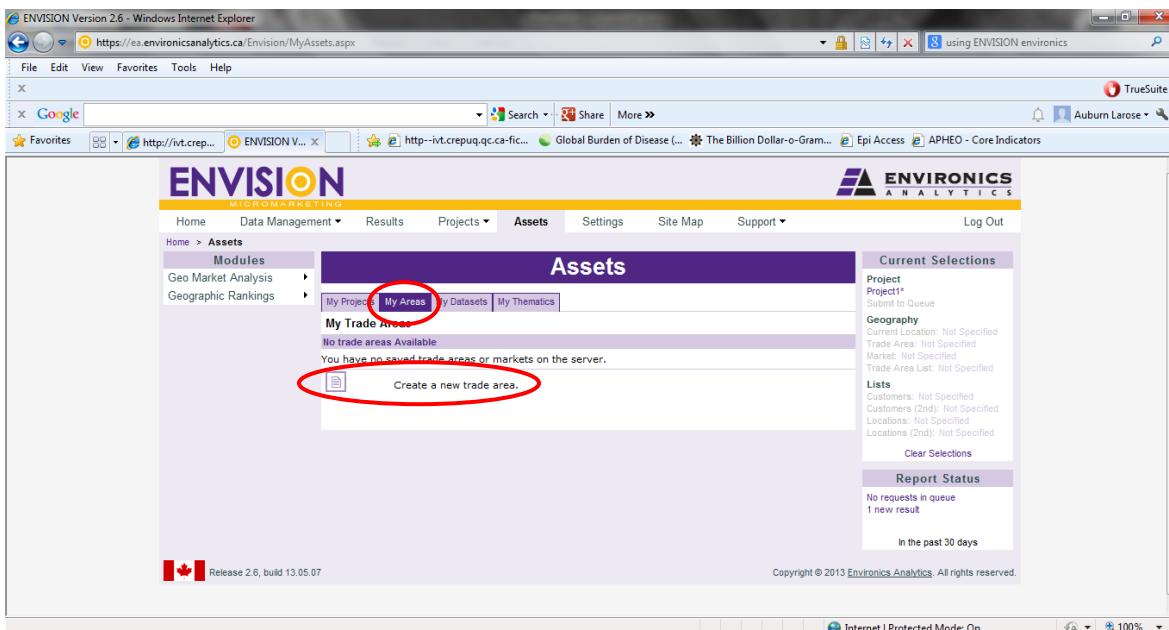 ENVISION Version 2.6 - Windows Internet Explorer
https://ea.environicsanalytics.ca/Envision/MyAssets.aspx
using ENVISION environics
File Edit View Favorites Tools Help
x TrueSuite
x Google Search Share More »
Auburn Larose
Favorites http://ivt.crep... ENVISION V... x http--ivt.crepuq.qc.ca-fic... Global Burden of Disease (... The Billion Dollar-o-Gram... Epi Access APHEO - Core Indicators
ENVISION
MICROMARKETING
ENVIRONICS
ANALYTICS
Home Data Management Results Projects Assets Settings Site Map Support Log Out
Home > Assets
Modules
Geo Market Analysis
Geographic Rankings
Assets
My Projects My Areas My Datasets My Thematics
My Trade Areas
No trade areas Available
You have no saved trade areas or markets on the server.
Create a new trade area.
Current Selections
Project
Project1*
Submit to Queue
Geography
Current Location: Not Specified
Trade Area: Not Specified
Market: Not Specified
Trade Area List: Not Specified
Lists
Customers: Not Specified
Customers (2nd): Not Specified
Locations: Not Specified
Locations (2nd): Not Specified
Clear Selections
Report Status
No requests in queue
1 new result
In the past 30 days
Release 2.6, build 13.05.07
Copyright © 2013 Environics Analytics. All rights reserved.
Internet | Protected Mode: On 100%